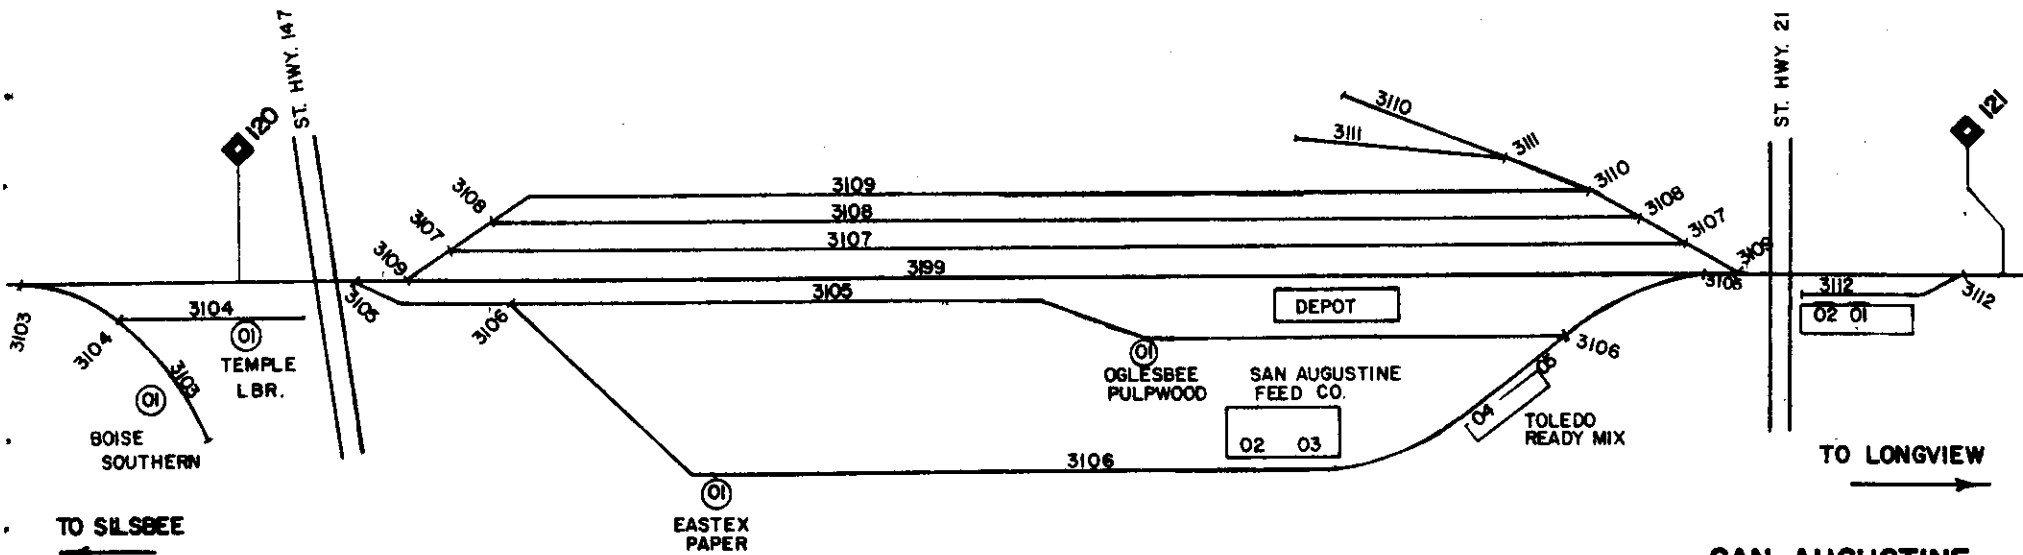 ST. HWY. 147
ST. HWY. 21
120
121
3110
3111
3111
3110
3109
3108
3108
3108
3107
3107
3107
3109
3109
3199
3105
3105
3105
3106
3106
3106
3103
3103
3104
3104
01
TEMPLE
LBR.
01
BOISE
SOUTHERN
DEPOT
01
OGLESBEE
PULPWOOD
SAN AUGUSTINE
FEED CO.
02 03
04
05
TOLEDO
READY MIX
3112
3112
02 01
01
EASTEX
PAPER
TO LONGVIEW
TO SILSBEE
SAN AUGUSTINE